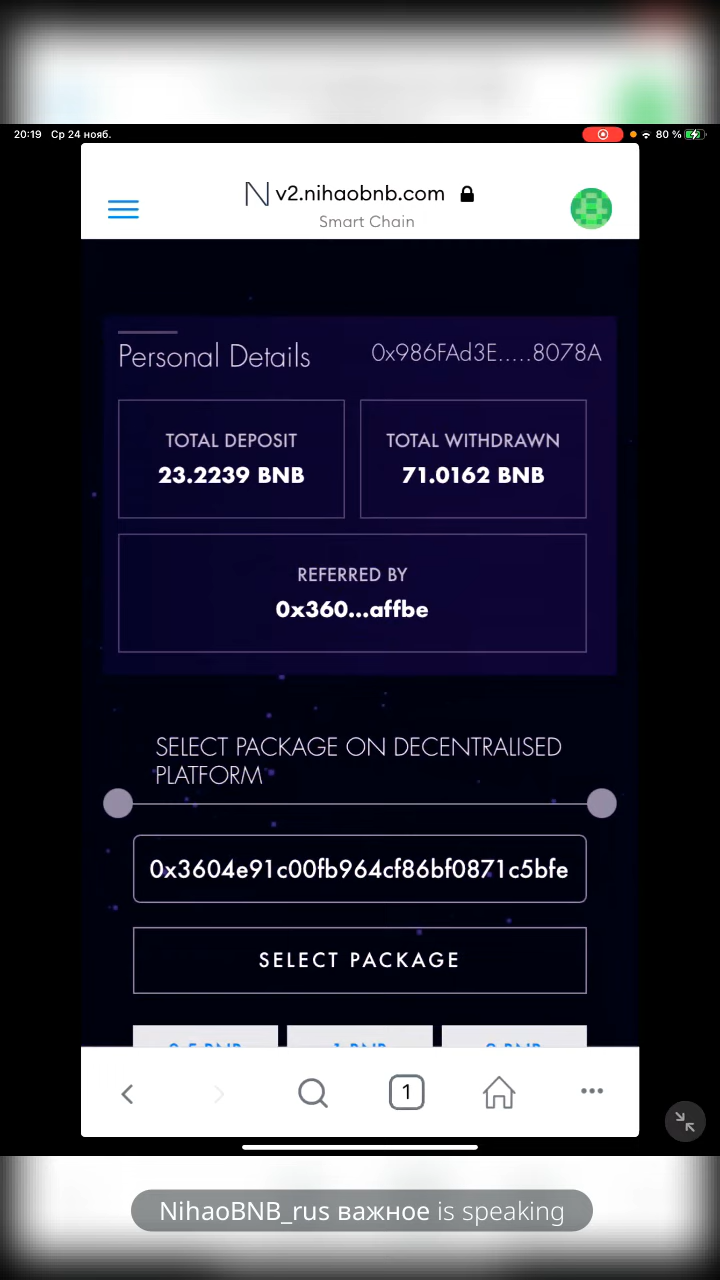 20:19 Ср 24 нояб.
80 %
N v2.nihaobnb.com
Smart Chain
Personal Details
0x986FAd3E.....8078A
TOTAL DEPOSIT
23.2239 BNB
TOTAL WITHDRAWN
71.0162 BNB
REFERRED BY
0x360...affbe
SELECT PACKAGE ON DECENTRALISED
PLATFORM
0x3604e91c00fb964cf86bf0871c5bfe
SELECT PACKAGE
1 BNB
1
NihaoBNB_rus важное is speaking